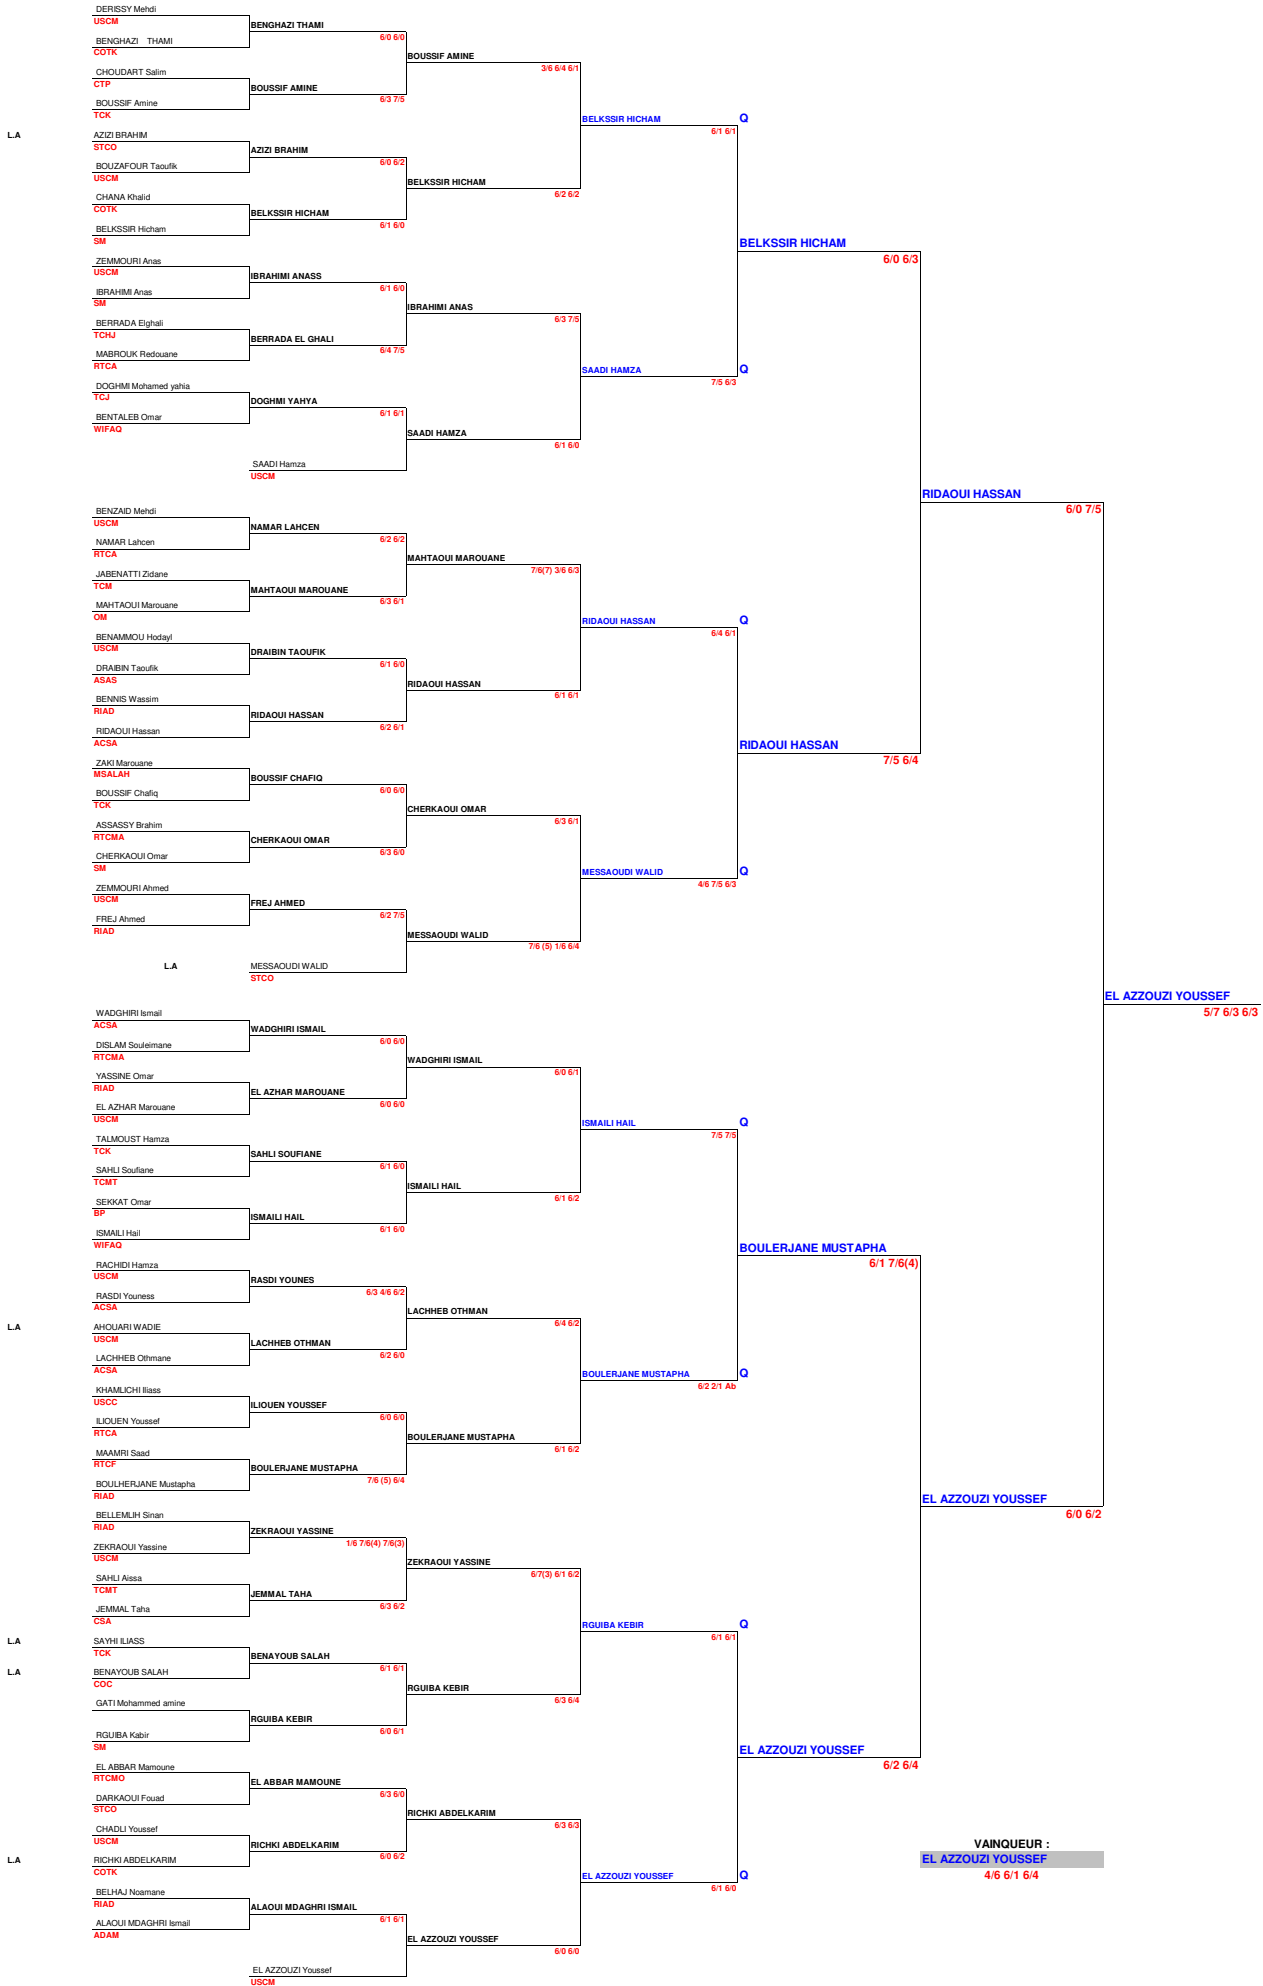 DERISSY Mehdi
USCM
BENGHAZI THAMI
BENGHAZI THAMI
6/0 6/0
COTK
BOUSSIF AMINE
3/6 6/4 6/1
CHOUDART Salim
CTP
BOUSSIF AMINE
6/3 7/5
BOUSSIF Amine
TCK
BELKSSIR HICHAM
Q
6/1 6/1
L.A
AZIZI BRAHIM
STCO
AZIZI BRAHIM
6/0 6/2
BOUZAFOUR Taoufik
USCM
BELKSSIR HICHAM
6/2 6/2
CHANA Khalid
COTK
BELKSSIR HICHAM
6/1 6/0
BELKSSIR Hicham
SM
BELKSSIR HICHAM
6/0 6/3
ZEMMOURI Anas
USCM
IBRAHIMI ANASS
6/1 6/0
IBRAHIMI Anas
SM
IBRAHIMI ANAS
6/3 7/5
BERRADA Elghali
TCHJ
BERRADA EL GHALI
6/4 7/5
MABROUK Redouane
RTCA
SAADI HAMZA
Q
7/5 6/3
DOGHMI Mohamed yahia
TCJ
DOGHMI YAHYA
6/1 6/1
BENTALEB Omar
WIFAQ
SAADI HAMZA
6/1 6/0
SAADI Hamza
USCM
RIDAOUI HASSAN
6/0 7/5
BENZAID Mehdi
USCM
NAMAR LAHCEN
6/2 6/2
NAMAR Lahcen
RTCA
MAHTAOUI MAROUANE
7/6(7) 3/6 6/3
JABENATTI Zidane
TCM
MAHTAOUI MAROUANE
6/3 6/1
MAHTAOUI Marouane
OM
RIDAOUI HASSAN
Q
6/4 6/1
BENAMMOU Hodayl
USCM
DRAIBIN TAOUFIK
6/1 6/0
DRAIBIN Taoufik
ASAS
RIDAOUI HASSAN
6/1 6/1
BENNIS Wassim
RIAD
RIDAOUI HASSAN
6/2 6/1
RIDAOUI Hassan
ACSA
RIDAOUI HASSAN
7/5 6/4
ZAKI Marouane
MSALAH
BOUSSIF CHAFIQ
6/0 6/0
BOUSSIF Chafiq
TCK
CHERKAOUI OMAR
6/3 6/1
ASSASSY Brahim
RTCMA
CHERKAOUI OMAR
6/3 6/0
CHERKAOUI Omar
SM
MESSAOUDI WALID
Q
4/6 7/5 6/3
ZEMMOURI Ahmed
USCM
FREJ AHMED
6/2 7/5
FREJ Ahmed
RIAD
MESSAOUDI WALID
7/6 (5) 1/6 6/4
L.A
MESSAOUDI WALID
STCO
EL AZZOUZI YOUSSEF
5/7 6/3 6/3
WADGHIRI Ismail
ACSA
WADGHIRI ISMAIL
6/0 6/0
DISLAM Souleimane
RTCMA
WADGHIRI ISMAIL
6/0 6/1
YASSINE Omar
RIAD
EL AZHAR MAROUANE
6/0 6/0
EL AZHAR Marouane
USCM
ISMAILI HAIL
Q
7/5 7/5
TALMOUST Hamza
TCK
SAHLI SOUFIANE
6/1 6/0
SAHLI Soufiane
TCMT
ISMAILI HAIL
6/1 6/2
SEKKAT Omar
BP
ISMAILI HAIL
6/1 6/0
ISMAILI Hail
WIFAQ
BOULERJANE MUSTAPHA
6/1 7/6(4)
RACHIDI Hamza
USCM
RASDI YOUNES
6/3 4/6 6/2
RASDI Youness
ACSA
LACHHEB OTHMAN
6/4 6/2
L.A
AHOUARI WADIE
USCM
LACHHEB OTHMAN
6/2 6/0
LACHHEB Othmane
ACSA
BOULERJANE MUSTAPHA
Q
6/2 2/1 Ab
KHAMLICHI Iliass
USCC
ILIOUEN YOUSSEF
6/0 6/0
ILIOUEN Youssef
RTCA
BOULERJANE MUSTAPHA
6/1 6/2
MAAMRI Saad
RTCF
BOULERJANE MUSTAPHA
7/6 (5) 6/4
BOULHERJANE Mustapha
RIAD
EL AZZOUZI YOUSSEF
6/0 6/2
BELLEMLIH Sinan
RIAD
ZEKRAOUI YASSINE
1/6 7/6(4) 7/6(3)
ZEKRAOUI Yassine
USCM
ZEKRAOUI YASSINE
6/7(3) 6/1 6/2
SAHLI Aissa
TCMT
JEMMAL TAHA
6/3 6/2
JEMMAL Taha
CSA
RGUIBA KEBIR
Q
6/1 6/1
L.A
SAYHI ILIASS
TCK
BENAYOUB SALAH
6/1 6/1
L.A
BENAYOUB SALAH
COC
RGUIBA KEBIR
6/3 6/4
GATI Mohammed amine
RGUIBA KEBIR
6/0 6/1
RGUIBA Kabir
SM
EL AZZOUZI YOUSSEF
6/2 6/4
EL ABBAR Mamoune
RTCMO
EL ABBAR MAMOUNE
6/3 6/0
DARKAOUI Fouad
STCO
RICHKI ABDELKARIM
6/3 6/3
CHADLI Youssef
USCM
RICHKI ABDELKARIM
6/0 6/2
L.A
RICHKI ABDELKARIM
COTK
EL AZZOUZI YOUSSEF
Q
6/1 6/0
BELHAJ Noamane
RIAD
ALAOUI MDAGHRI ISMAIL
6/1 6/1
ALAOUI MDAGHRI Ismail
ADAM
EL AZZOUZI YOUSSEF
6/0 6/0
EL AZZOUZI Youssef
USCM
VAINQUEUR :
EL AZZOUZI YOUSSEF
4/6 6/1 6/4